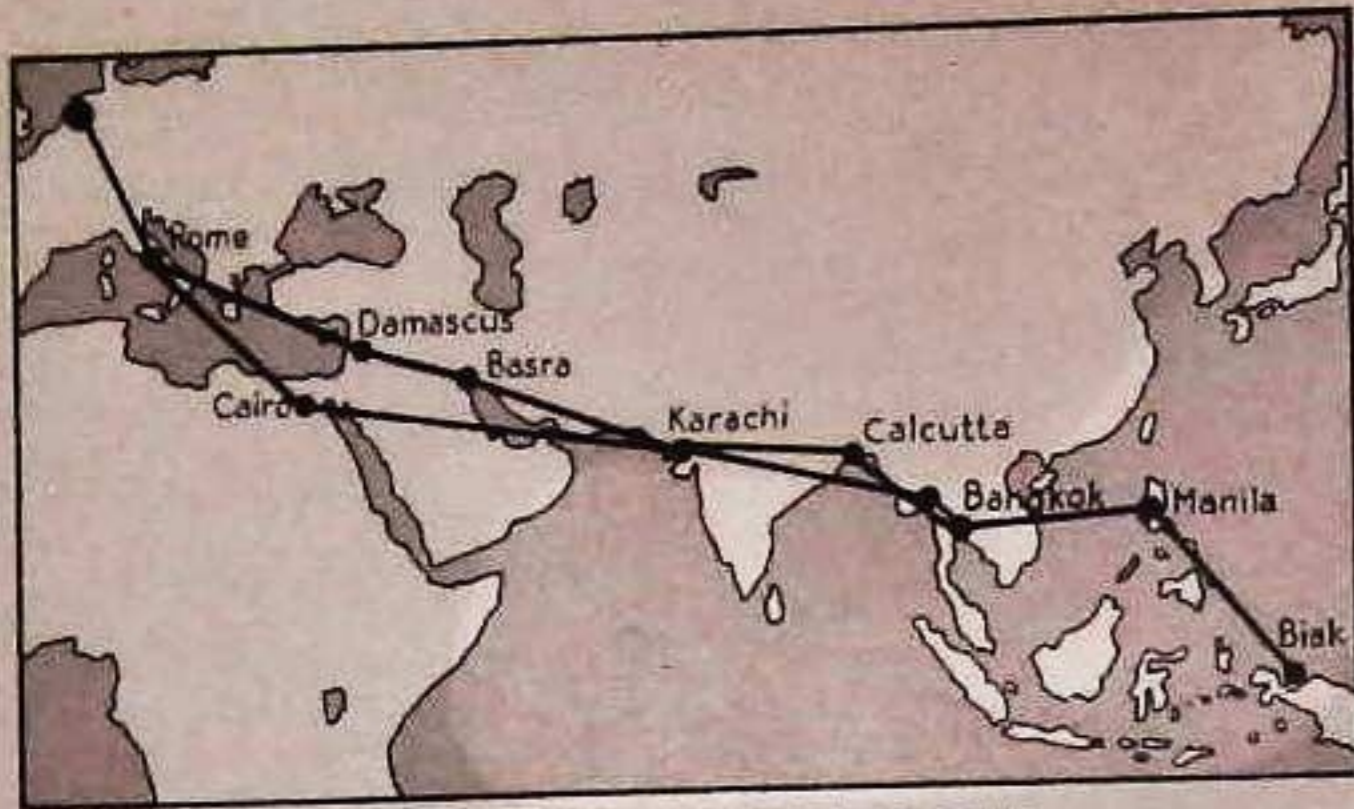 Rome
Damascus
Basra
Cairo
Karachi
Calcutta
Bangkok
Manila
Biak